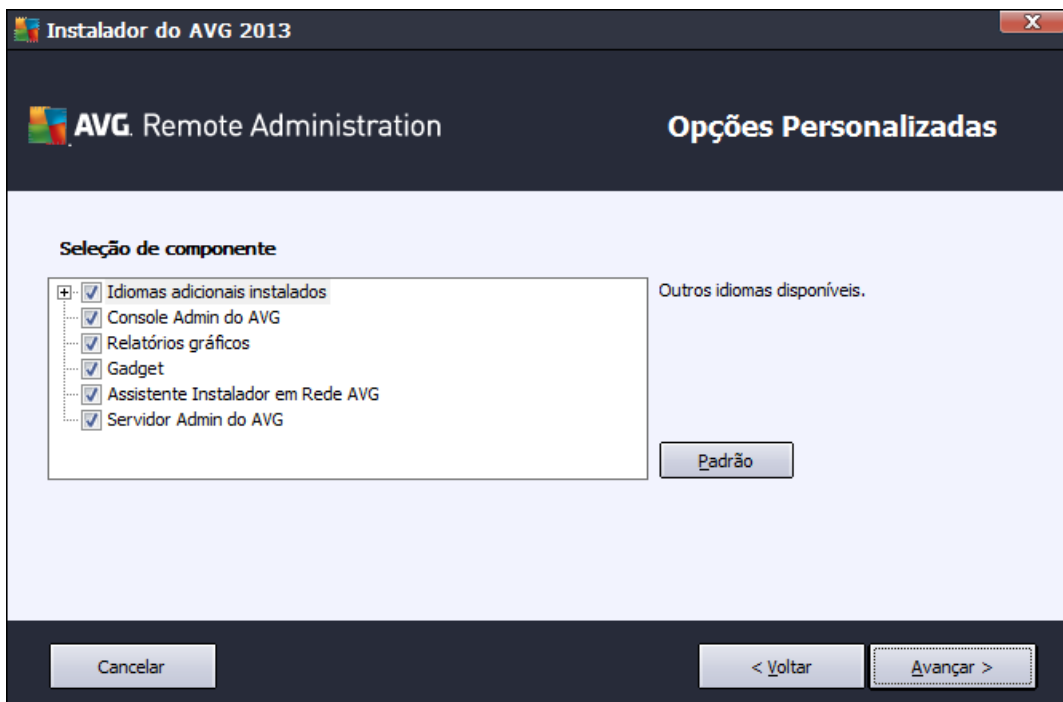 Instalador do AVG 2013
X
AVG. Remote Administration
Opções Personalizadas
Seleção de componente
Idiomas adicionais instalados
Console Admin do AVG
Relatórios gráficos
Gadget
Assistente Instalador em Rede AVG
Servidor Admin do AVG
Outros idiomas disponíveis.
Padrão
Cancelar
< Voltar
Avançar >